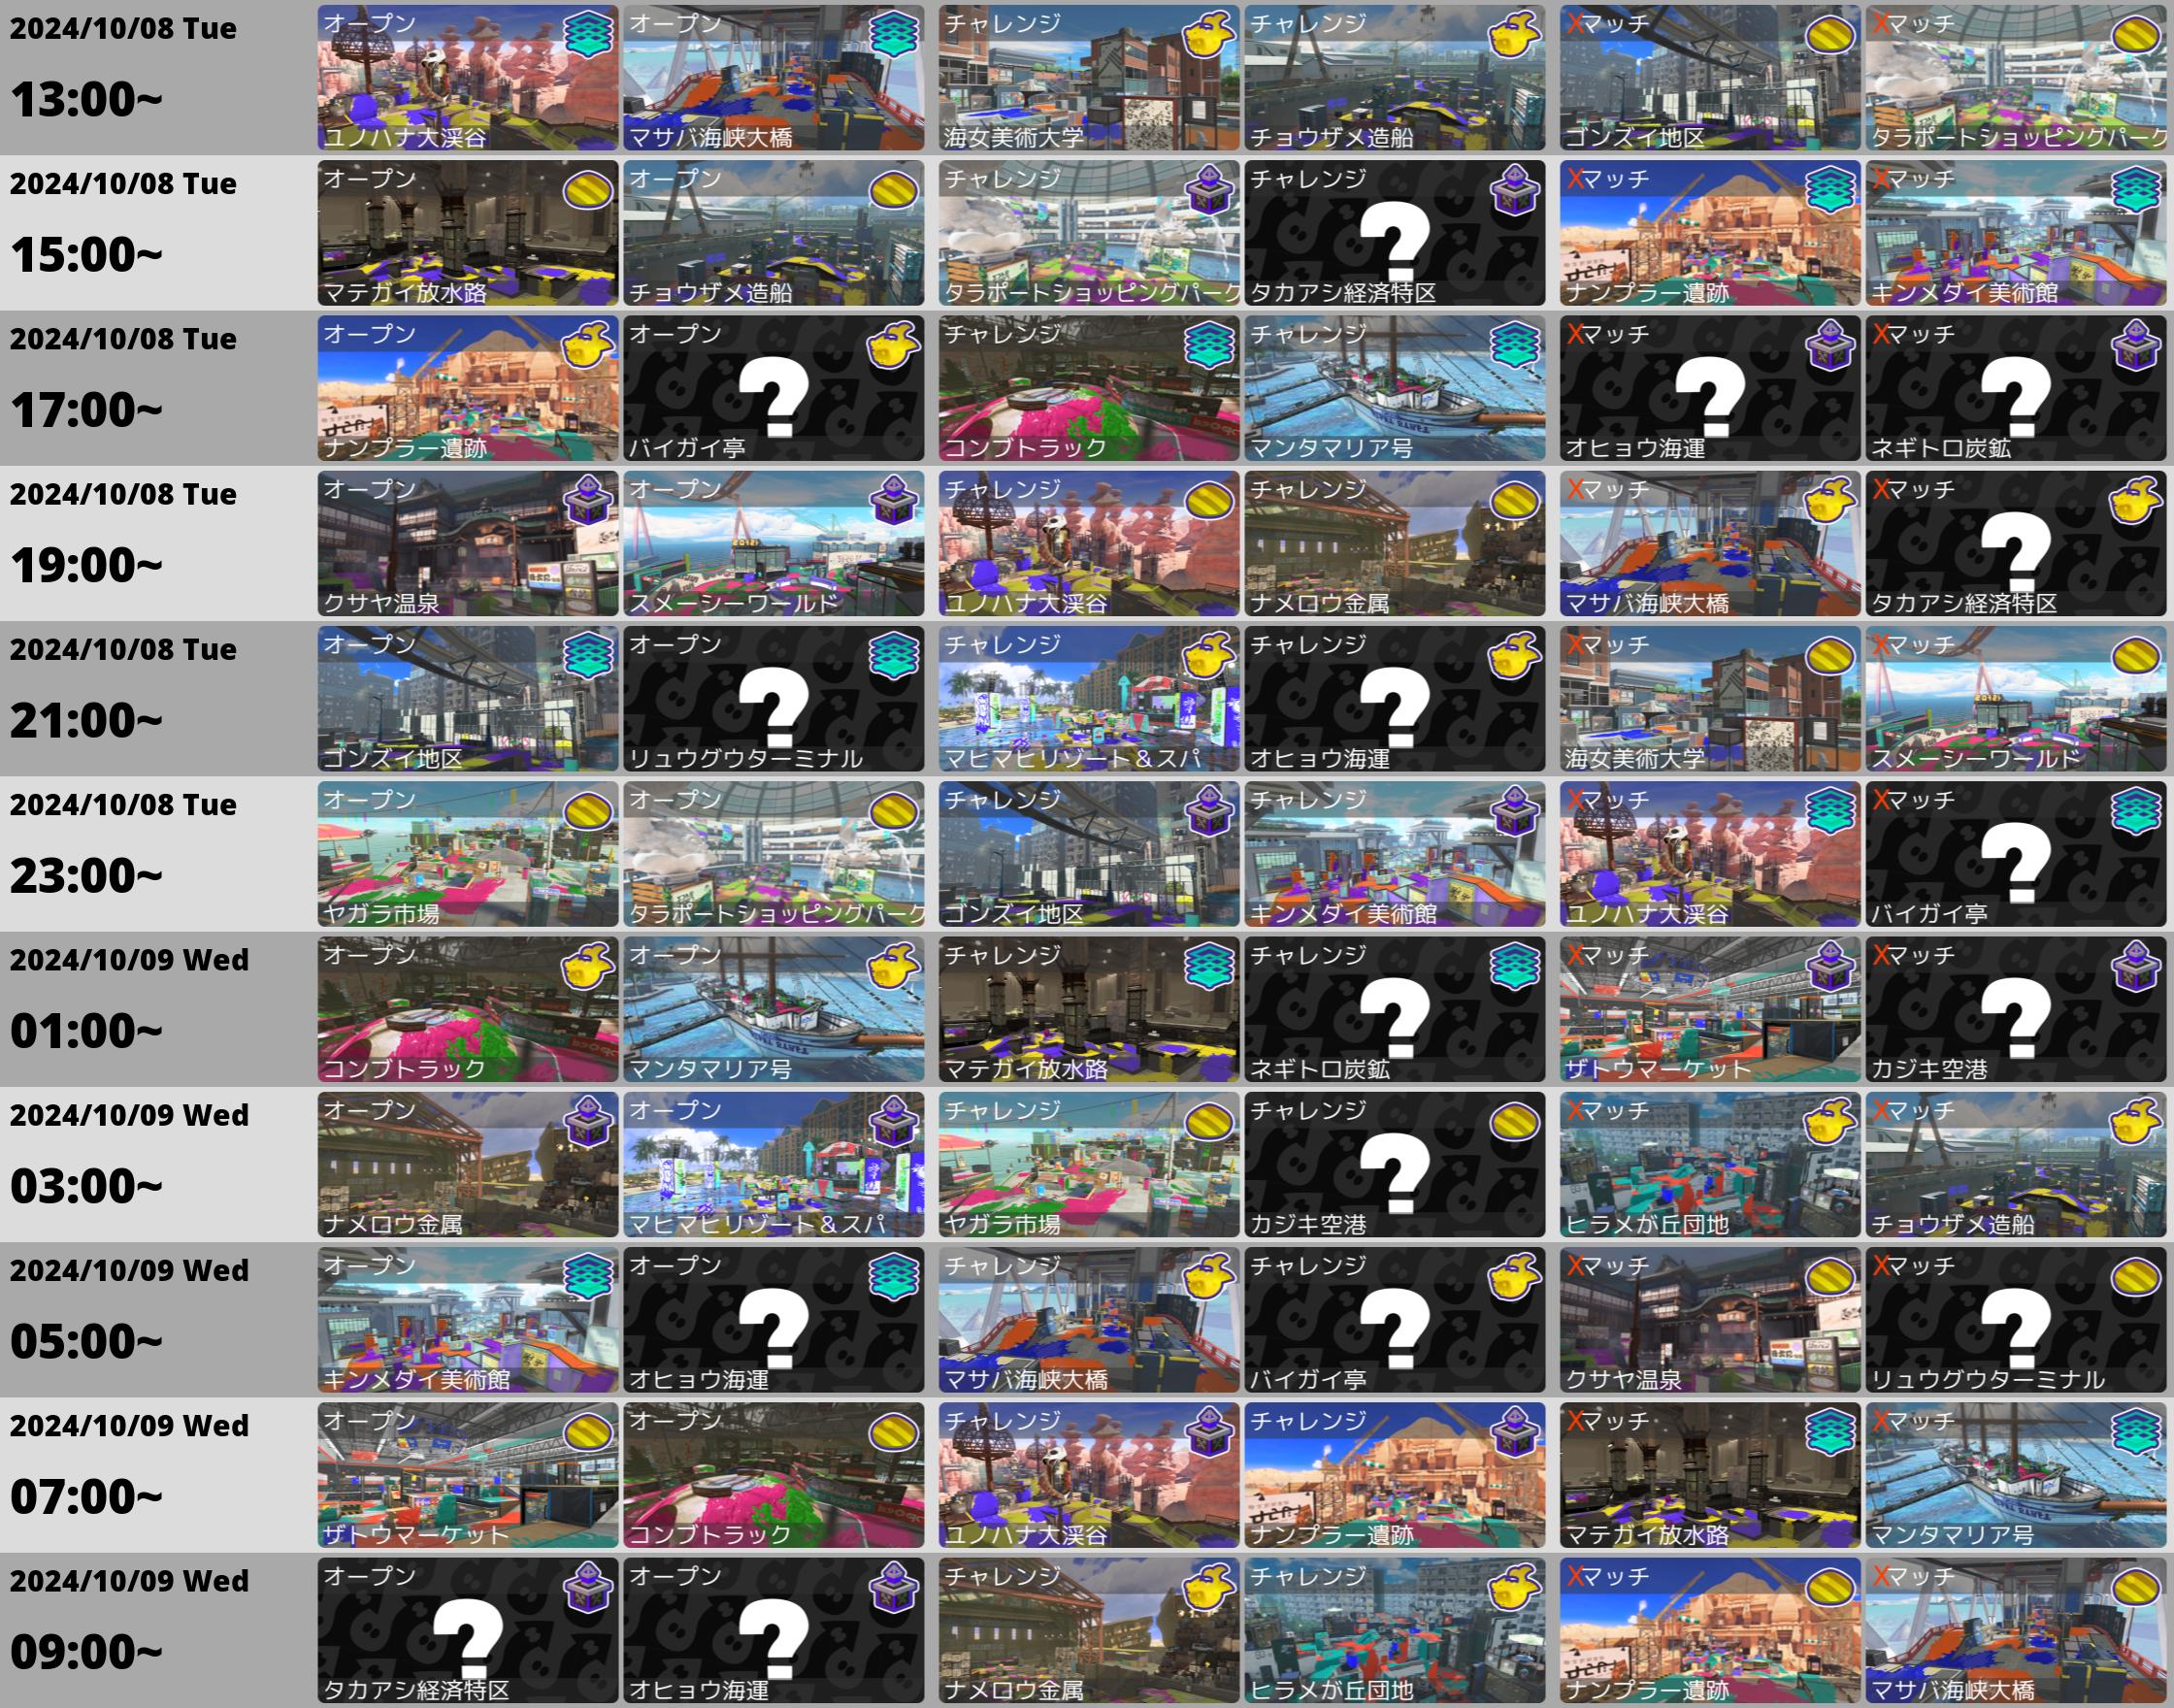 2024/10/08 Tue
13:00~
オープン
ユノハナ大渓谷
オープン
マサバ海峡大橋
チャレンジ
海女美術大学
チャレンジ
チョウザメ造船
Xマッチ
ゴンズイ地区
Xマッチ
タラポートショッピングパーク
2024/10/08 Tue
15:00~
オープン
マテガイ放水路
オープン
チョウザメ造船
チャレンジ
タラポートショッピングパーク
チャレンジ
タカアシ経済特区
Xマッチ
ナンプラー遺跡
Xマッチ
キンメダイ美術館
2024/10/08 Tue
17:00~
オープン
ナンプラー遺跡
オープン
バイガイ亭
チャレンジ
コンブトラック
チャレンジ
マンタマリア号
Xマッチ
オヒョウ海運
Xマッチ
ネギトロ炭鉱
2024/10/08 Tue
19:00~
オープン
クサヤ温泉
オープン
スメーシーワールド
チャレンジ
ユノハナ大渓谷
チャレンジ
ナメロウ金属
Xマッチ
マサバ海峡大橋
Xマッチ
タカアシ経済特区
2024/10/08 Tue
21:00~
オープン
ゴンズイ地区
オープン
リュウグウターミナル
チャレンジ
マヒマヒリゾート&スパ
チャレンジ
オヒョウ海運
Xマッチ
海女美術大学
Xマッチ
スメーシーワールド
2024/10/08 Tue
23:00~
オープン
ヤガラ市場
オープン
タラポートショッピングパーク
チャレンジ
ゴンズイ地区
チャレンジ
キンメダイ美術館
Xマッチ
ユノハナ大渓谷
Xマッチ
バイガイ亭
2024/10/09 Wed
01:00~
オープン
コンブトラック
オープン
マンタマリア号
チャレンジ
マテガイ放水路
チャレンジ
ネギトロ炭鉱
Xマッチ
ザトウマーケット
Xマッチ
カジキ空港
2024/10/09 Wed
03:00~
オープン
ナメロウ金属
オープン
マヒマヒリゾート&スパ
チャレンジ
ヤガラ市場
チャレンジ
カジキ空港
Xマッチ
ヒラメが丘団地
Xマッチ
チョウザメ造船
2024/10/09 Wed
05:00~
オープン
キンメダイ美術館
オープン
オヒョウ海運
チャレンジ
マサバ海峡大橋
チャレンジ
バイガイ亭
Xマッチ
クサヤ温泉
Xマッチ
リュウグウターミナル
2024/10/09 Wed
07:00~
オープン
ザトウマーケット
オープン
コンブトラック
チャレンジ
ユノハナ大渓谷
チャレンジ
ナンプラー遺跡
Xマッチ
マテガイ放水路
Xマッチ
マンタマリア号
2024/10/09 Wed
09:00~
オープン
タカアシ経済特区
オープン
オヒョウ海運
チャレンジ
ナメロウ金属
チャレンジ
ヒラメが丘団地
Xマッチ
ナンプラー遺跡
Xマッチ
マサバ海峡大橋